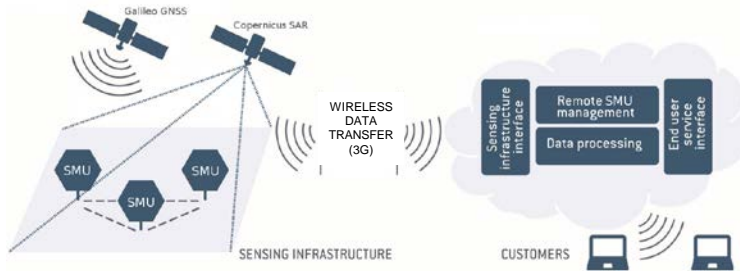 Galileo GNSS
Copernicus SAR
SMU
SMU
SMU
SENSING INFRASTRUCTURE
WIRELESS
DATA
TRANSFER
(3G)
Sensing
infrastructure
interface
Remote SMU
management
Data processing
End user
service
interface
CUSTOMERS